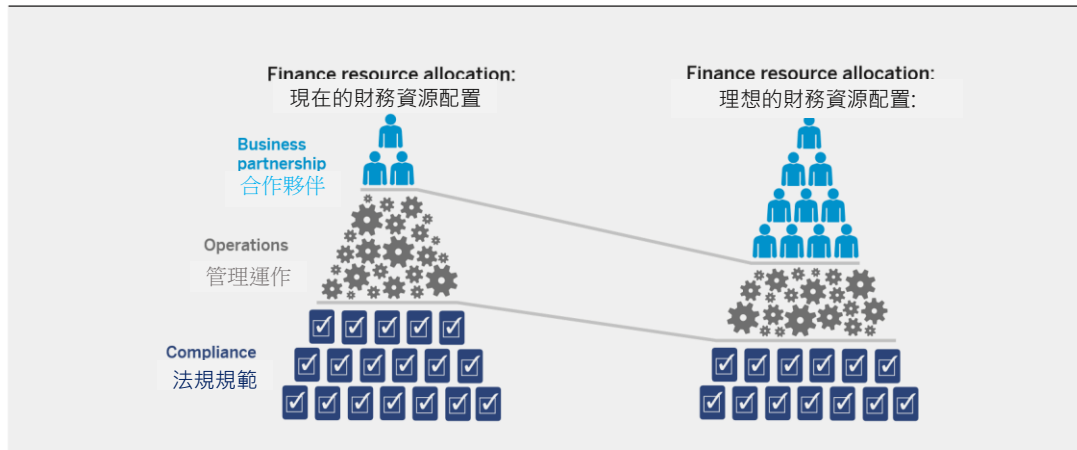 Finance resource allocation:
現在的財務資源配置
Finance resource allocation:
理想的財務資源配置:
Business
partnership
合作夥伴
Operations
管理運作
Compliance
法規規範